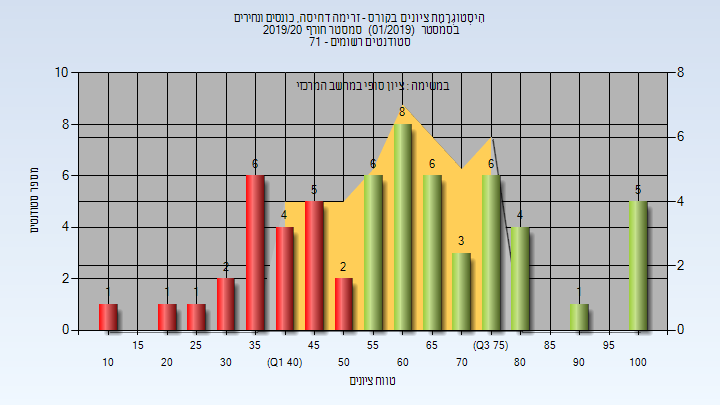 היסטוגרמת ציונים בקורס - זרימה דחיסה, כונסים ונחירים
בסמסטר (01/2019) סמסטר חורף 2019/20
סטודנטים רשומים - 71
במשימה : ציון סופי במחשב המרכזי
10 8
8 6
6 4
4 2
2 0
0
1 1 1 2 6 4 5 2 6 8 6 3 6 4 1 5
מספר סטודנטים
15 25 35 45 55 65 (Q3 75) 85 95
10 20 30 (Q1 40) 50 60 70 80 90 100
טווח ציונים